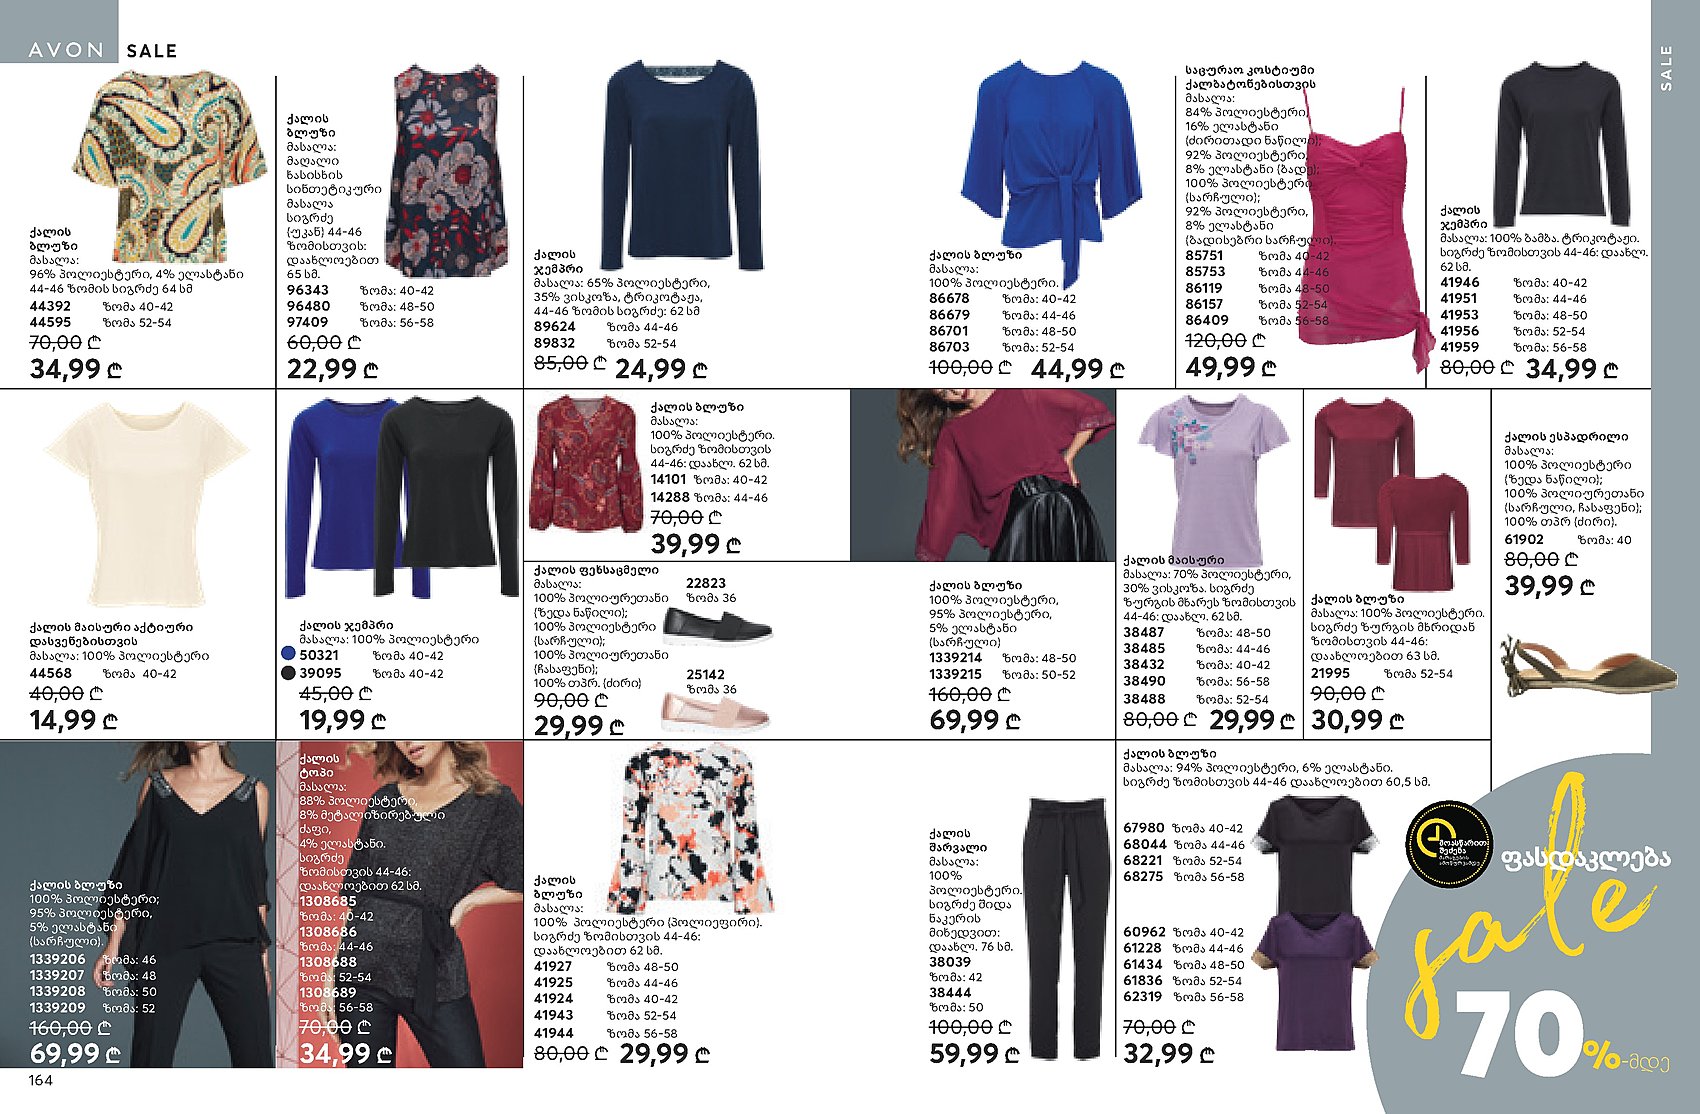 AVON SALE
SALE
ქალის
ბლუზი
მასალა:
96% პოლიესტერი, 4% ელასტანი
44-46 ზომის სიგრძე 64 სმ
44392 ზომა 40-42
44595 ზომა 52-54
70,00 ₾
34,99 ₾
ქალის
ბლუზი
მასალა:
მაღალი
ხასისხის
სინთეტიკური
მასალა
სიგრძე
(უკან) 44-46
ზომისთვის:
დაახლოებით
65 სმ.
96343 ზომა: 40-42
96480 ზომა: 48-50
97409 ზომა: 56-58
60,00 ₾
22,99 ₾
ქალის
ჯემპრი
მასალა: 65% პოლიესტერი,
35% ვისკოზა, ტრიკოტაჟი,
44-46 ზომის სიგრძე: 62 სმ
89624 ზომა 44-46
89832 ზომა: 52-54
85,00 ₾ 24,99 ₾
ქალის ბლუზი
მასალა:
100% პოლიესტერი.
86678 ზომა: 40-42
86679 ზომა: 44-46
86701 ზომა: 48-50
86703 ზომა: 52-54
100,00 ₾ 44,99 ₾
საცურაო კოსტიუმი
ქალბატონებისთვის
მასალა:
84% პოლიესტერი,
16% ელასტანი
(ძირითადი ნაწილი);
92% პოლიესტერი,
8% ელასტანი (ბადე);
100% პოლიესტერი
(სარჩული);
92% პოლიესტერი,
8% ელასტანი
(ბადისებრი სარჩული).
85751 ზომა 40-42
85753 ზომა 44-46
86119 ზომა 48-50
86157 ზომა 52-54
86409 ზომა 56-58
120,00 ₾
49,99 ₾
ქალის
ჯემპრი
მასალა: 100% ბამბა. ტრიკოტაჟი.
სიგრძე ზომისთვის 44-46: დაახლ.
62 სმ.
41946 ზომა: 40-42
41951 ზომა: 44-46
41953 ზომა: 48-50
41956 ზომა: 52-54
41959 ზომა: 56-58
80,00 ₾ 34,99 ₾
ქალის მაისური აქტიური
დასვენებისთვის
მასალა: 100% პოლიესტერი
44568 ზომა 40-42
40,00 ₾
14,99 ₾
ქალის ჯემპრი
მასალა: 100% პოლიესტერი
50321 ზომა 40-42
39095 ზომა 40-42
45,00 ₾
19,99 ₾
ქალის ბლუზი
მასალა:
100% პოლიესტერი.
სიგრძე ზომისთვის
44-46: დაახლ. 62 სმ.
14101 ზომა: 40-42
14288 ზომა: 44-46
70,00 ₾
39,99 ₾
ქალის ფეხსაცმელი
მასალა:
100% პოლიურეთანი
(ზედა ნაწილი);
100% პოლიესტერი
(სარჩული);
100% პოლიურეთანი
(ჩასაფენი);
100% თპრ. (ძირი)
22823
ზომა 36
25142
ზომა 36
90,00 ₾
29,99 ₾
ქალის ბლუზი
100% პოლიესტერი,
95% პოლიესტერი,
5% ელასტანი
(სარჩული)
1339214 ზომა: 48-50
1339215 ზომა: 50-52
160,00 ₾
69,99 ₾
ქალის მაისური
მასალა: 70% პოლიესტერი,
30% ვისკოზა. სიგრძე
ზურგის მხარეს ზომისთვის
44-46: დაახლ. 62 სმ.
38487 ზომა: 48-50
38485 ზომა: 44-46
38432 ზომა: 40-42
38490 ზომა: 56-58
38488 ზომა: 52-54
80,00 ₾ 29,99 ₾
ქალის ბლუზი
მასალა: 100% პოლიესტერი.
სიგრძე ზურგის მხრიდან
ზომისთვის 44-46:
დაახლოებით 63 სმ.
21995 ზომა: 52-54
90,00 ₾
30,99 ₾
ქალის ესპადრილი
მასალა:
100% პოლიესტერი
(ზედა ნაწილი);
100% პოლიურეთანი
(სარჩული, ჩასაფენი);
100% თპრ (ძირი).
61902 ზომა: 40
80,00 ₾
39,99 ₾
ქალის ბლუზი
100% პოლიესტერი;
95% პოლიესტერი,
5% ელასტანი
(სარჩული).
1339206 ზომა: 46
1339207 ზომა: 48
1339208 ზომა: 50
1339209 ზომა: 52
160,00 ₾
69,99 ₾
ქალის
ტოპი
მასალა:
88% პოლიესტერი,
8% მეტალიზირებული
ძაფი,
4% ელასტანი.
სიგრძე
ზომისთვის 44-46:
დაახლოებით 62 სმ.
1308685
ზომა: 40-42
1308686
ზომა: 44-46
1308688
ზომა: 52-54
1308689
ზომა: 56-58
70,00 ₾
34,99 ₾
ქალის
ბლუზი
მასალა:
100% პოლიესტერი (პოლიეფირი).
სიგრძე ზომისთვის 44-46:
დაახლოებით 62 სმ.
41927 ზომა 48-50
41925 ზომა 44-46
41924 ზომა 40-42
41943 ზომა 52-54
41944 ზომა 56-58
80,00 ₾ 29,99 ₾
ქალის
შარვალი
მასალა:
100%
პოლიესტერი.
სიგრძე შიდა
ნაკერის
მიხედვით:
დაახლ. 76 სმ.
38039
ზომა: 42
38444
ზომა: 50
100,00 ₾
59,99 ₾
ქალის ბლუზი
მასალა: 94% პოლიესტერი, 6% ელასტანი.
სიგრძე ზომისთვის 44-46 დაახლოებით 60,5 სმ.
67980 ზომა 40-42
68044 ზომა 44-46
68221 ზომა 52-54
68275 ზომა 56-58
60962 ზომა 40-42
61228 ზომა 44-46
61434 ზომა 48-50
61836 ზომა 52-54
62319 ზომა 56-58
70,00 ₾
32,99 ₾
მოასწარით
შეძენა
ფასდაკლება
sale
70%-მდე
164